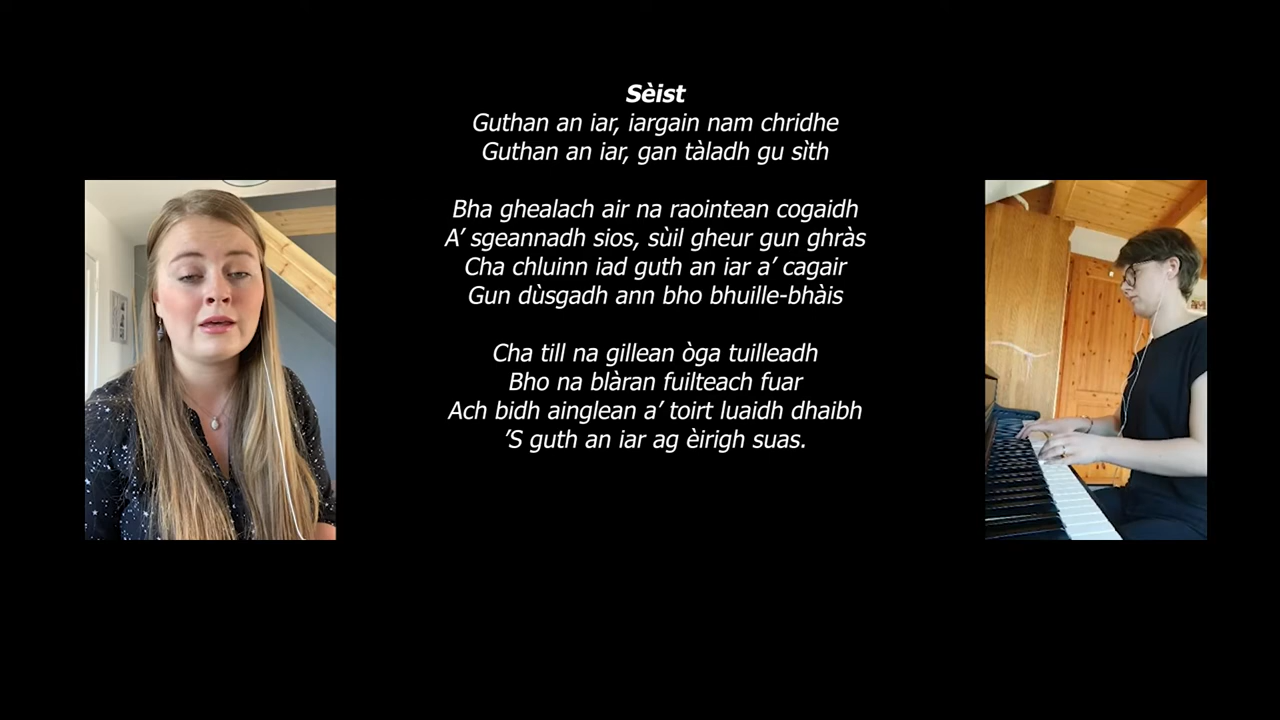 Sèist
Guthan an iar, iargain nam chridhe
Guthan an iar, gan tàladh gu sìth
Bha ghealach air na raointean cogaidh
A’ sgeannadh sios, sùil gheur gun ghràs
Cha chluinn iad guth an iar a’ cagair
Gun dùsgadh ann bho bhuille-bhàis
Cha till na gillean òga tuilleadh
Bho na blàran fuilteach fuar
Ach bidh ainglean a’ toirt luaidh dhaibh
’S guth an iar ag èirigh suas.